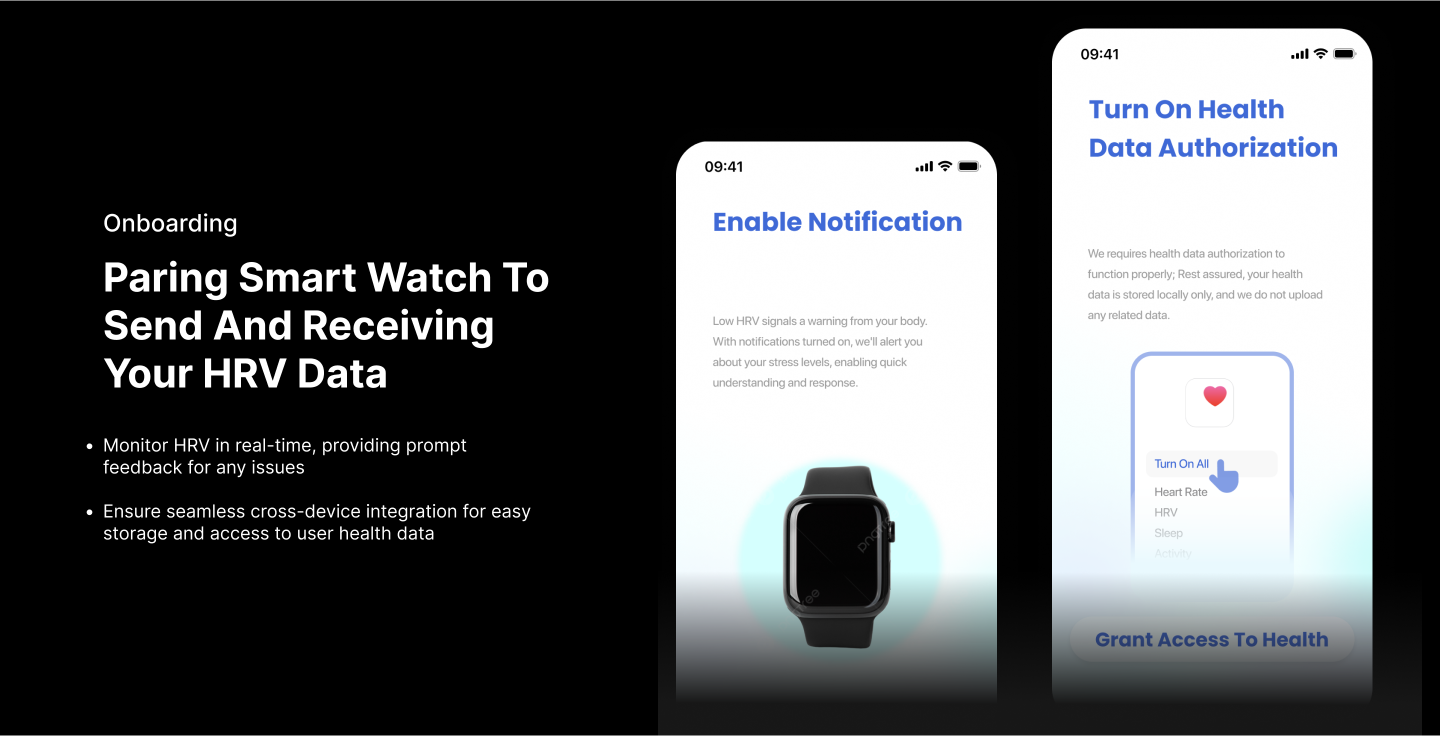 Onboarding
Paring Smart Watch To
Send And Receiving
Your HRV Data
• Monitor HRV in real-time, providing prompt
feedback for any issues
• Ensure seamless cross-device integration for easy
storage and access to user health data
09:41
Enable Notification
Low HRV signals a warning from your body.
With notifications turned on, we'll alert you
about your stress levels, enabling quick
understanding and response.
09:41
Turn On Health
Data Authorization
We requires health data authorization to
function properly; Rest assured, your health
data is stored locally only, and we do not upload
any related data.
Turn On All
Heart Rate
HRV
Sleep
Activity
Grant Access To Health